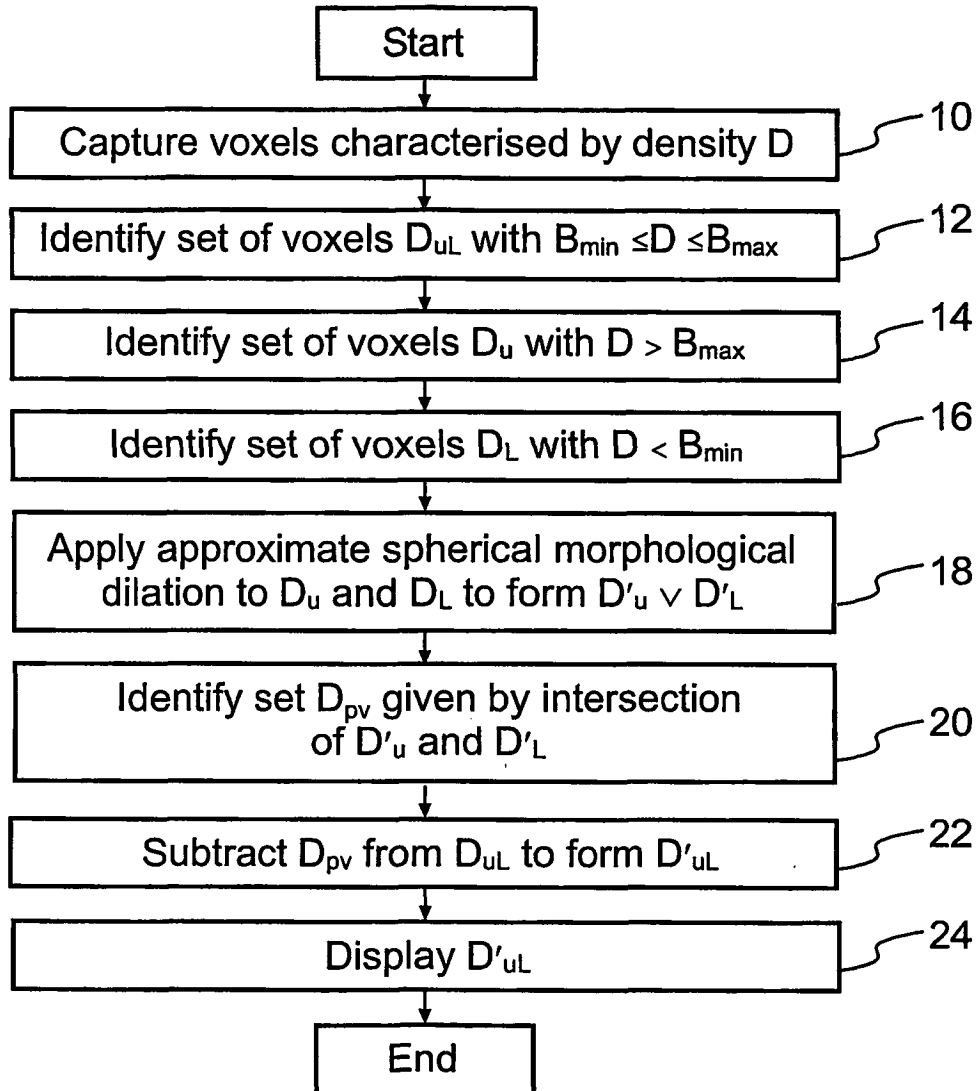 Start
Capture voxels characterised by density D
10
Identify set of voxels DuL with Bmin ≤D ≤Bmax
12
Identify set of voxels Du with D > Bmax
14
Identify set of voxels DL with D < Bmin
16
Apply approximate spherical morphological
dilation to Du and DL to form D'u ∨ D'L
18
Identify set Dpv given by intersection
of D'u and D'L
20
Subtract Dpv from DuL to form D'uL
22
Display D'uL
24
End